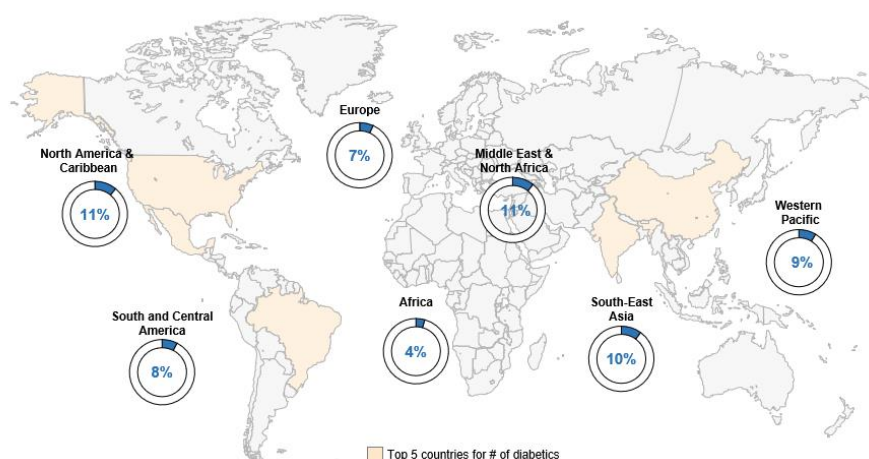 Europe
7%
North America &
Caribbean
11%
Middle East &
North Africa
11%
Western
Pacific
9%
South and Central
America
8%
Africa
4%
South-East
Asia
10%
Top 5 countries for # of diabetics